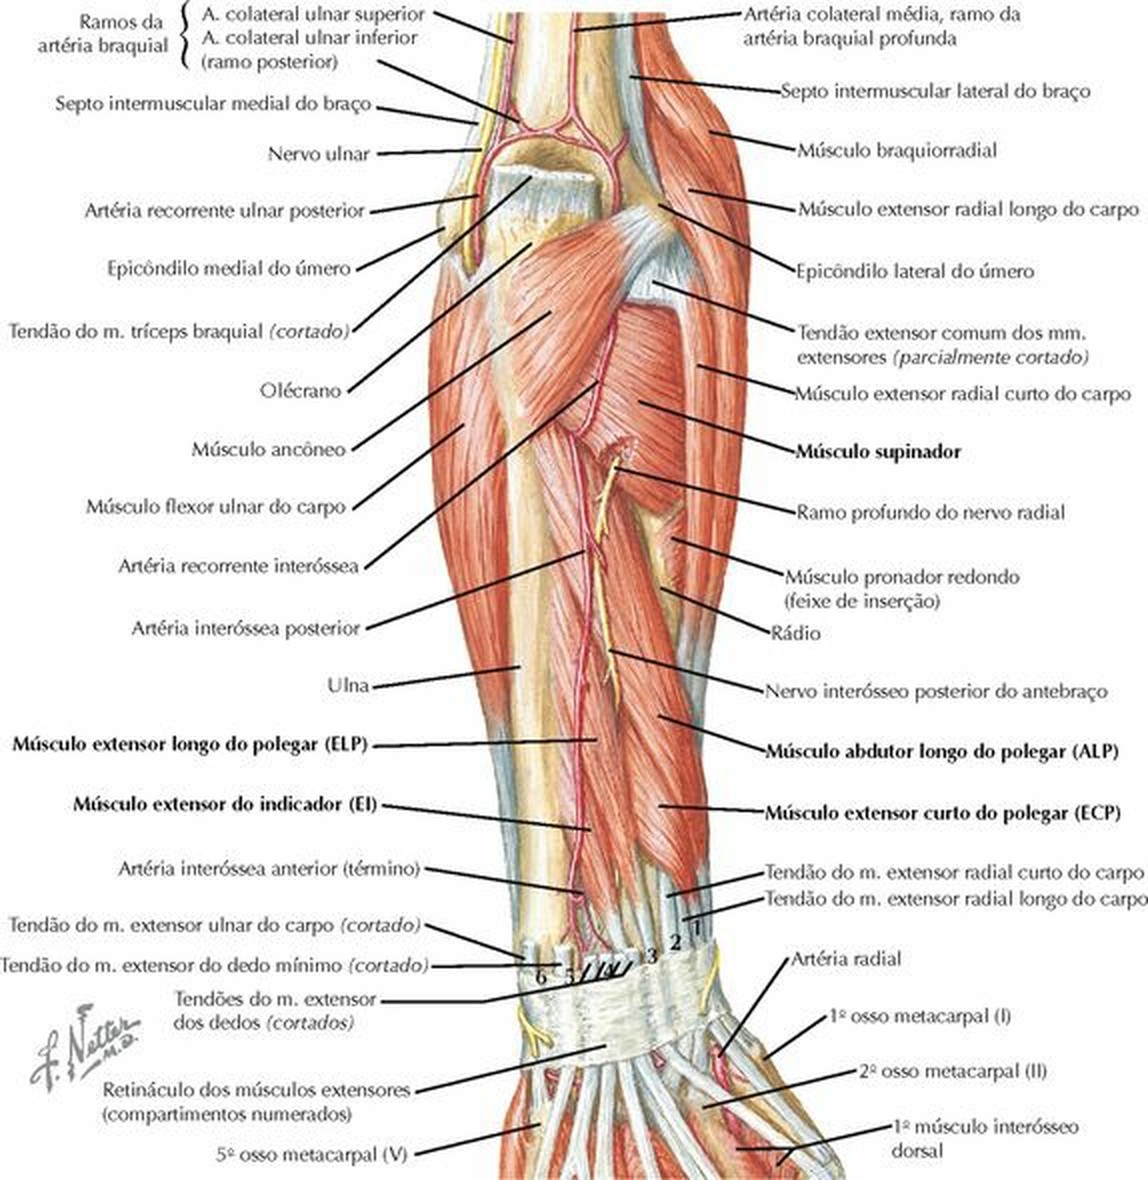 Ramos da
artéria braquial
A. colateral ulnar superior
A. colateral ulnar inferior
(ramo posterior)
Septo intermuscular medial do braço
Nervo ulnar
Artéria recorrente ulnar posterior
Epicôndilo medial do úmero
Tendão do m. tríceps braquial (cortado)
Olécrano
Músculo ancôneo
Músculo flexor ulnar do carpo
Artéria recorrente interóssea
Artéria interóssea posterior
Ulna
Músculo extensor longo do polegar (ELP)
Músculo extensor do indicador (EI)
Artéria interóssea anterior (término)
Tendão do m. extensor ulnar do carpo (cortado)
Tendão do m. extensor do dedo mínimo (cortado)
Tendões do m. extensor
dos dedos (cortados)
Retináculo dos músculos extensores
(compartimentos numerados)
5º osso metacarpal (V)
Artéria colateral média, ramo da
artéria braquial profunda
Septo intermuscular lateral do braço
Músculo braquiorradial
Músculo extensor radial longo do carpo
Epicôndilo lateral do úmero
Tendão extensor comum dos mm.
extensores (parcialmente cortado)
Músculo extensor radial curto do carpo
Músculo supinador
Ramo profundo do nervo radial
Músculo pronador redondo
(feixe de inserção)
Rádio
Nervo interósseo posterior do antebraço
Músculo abdutor longo do polegar (ALP)
Músculo extensor curto do polegar (ECP)
Tendão do m. extensor radial curto do carpo
Tendão do m. extensor radial longo do carpo
Artéria radial
1º osso metacarpal (I)
2º osso metacarpal (II)
1º músculo interósseo
dorsal
6 5 3 2 1
F. Netter
M.D.